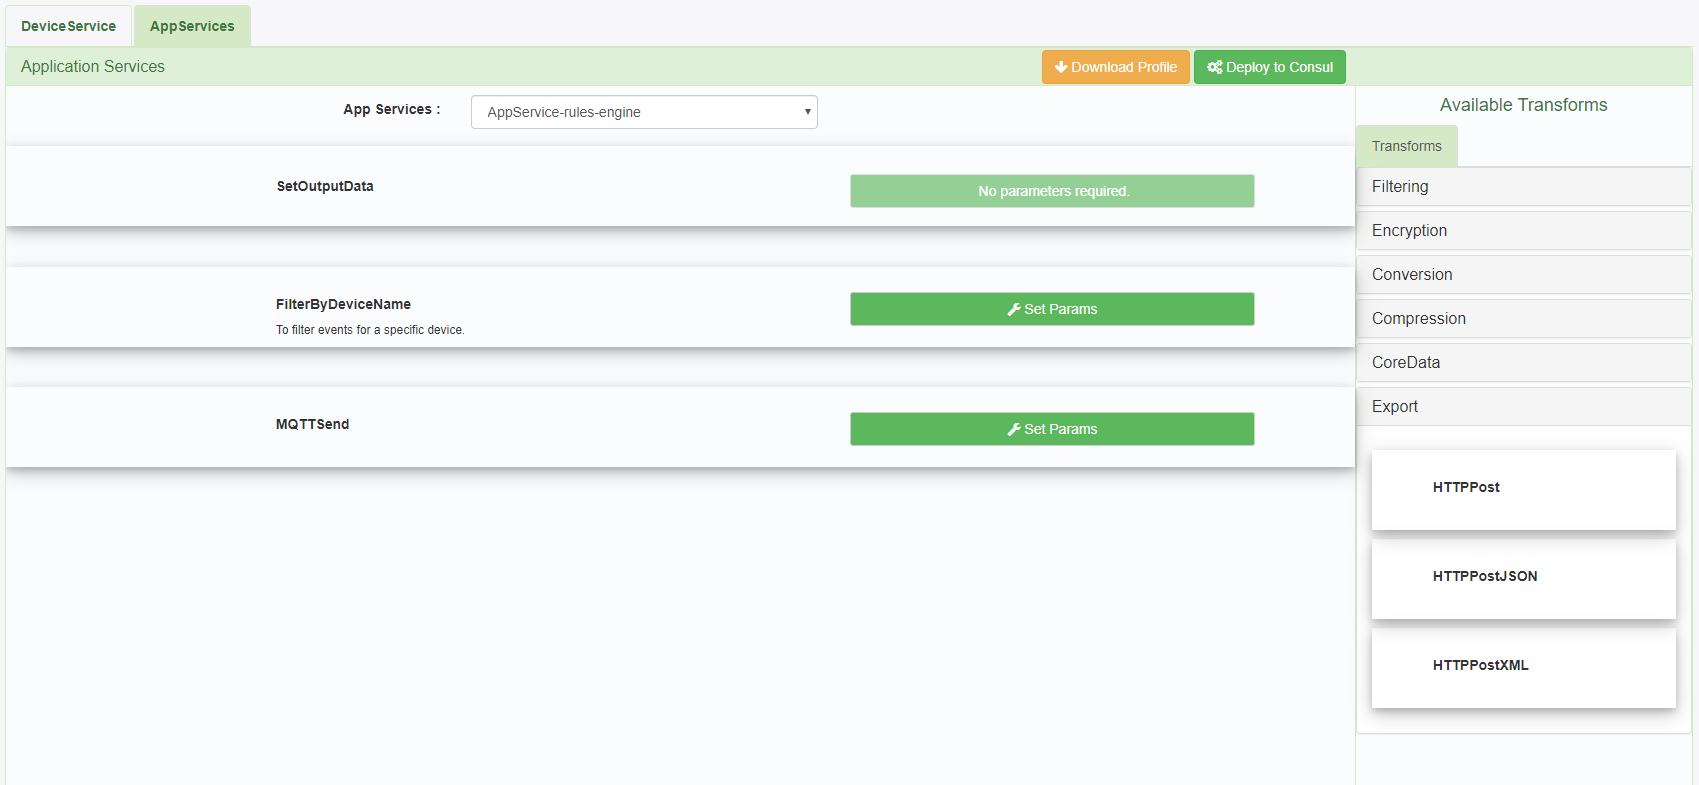 DeviceService
AppServices
Application Services
Download Profile
Deploy to Consul
App Services :
AppService-rules-engine
SetOutputData
No parameters required.
FilterByDeviceName
To filter events for a specific device.
Set Params
MQTTSend
Set Params
Available Transforms
Transforms
Filtering
Encryption
Conversion
Compression
CoreData
Export
HTTPPost
HTTPPostJSON
HTTPPostXML